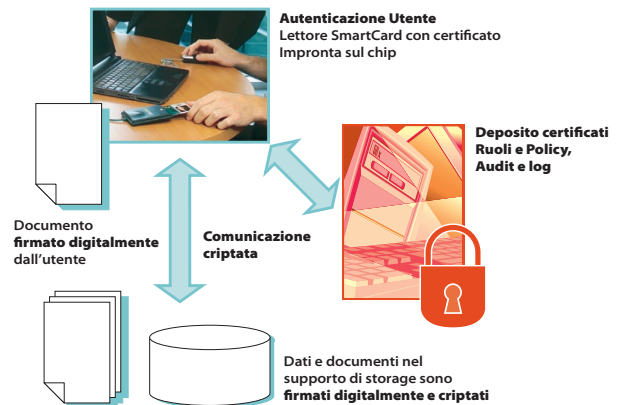 Autenticazione Utente
Lettore SmartCard con certificato
Impronta sul chip
Deposito certificati
Ruoli e Policy,
Audit e log
Documento
firmato digitalmente
dall'utente
Comunicazione
criptata
Dati e documenti nel
supporto di storage sono
firmati digitalmente e criptati